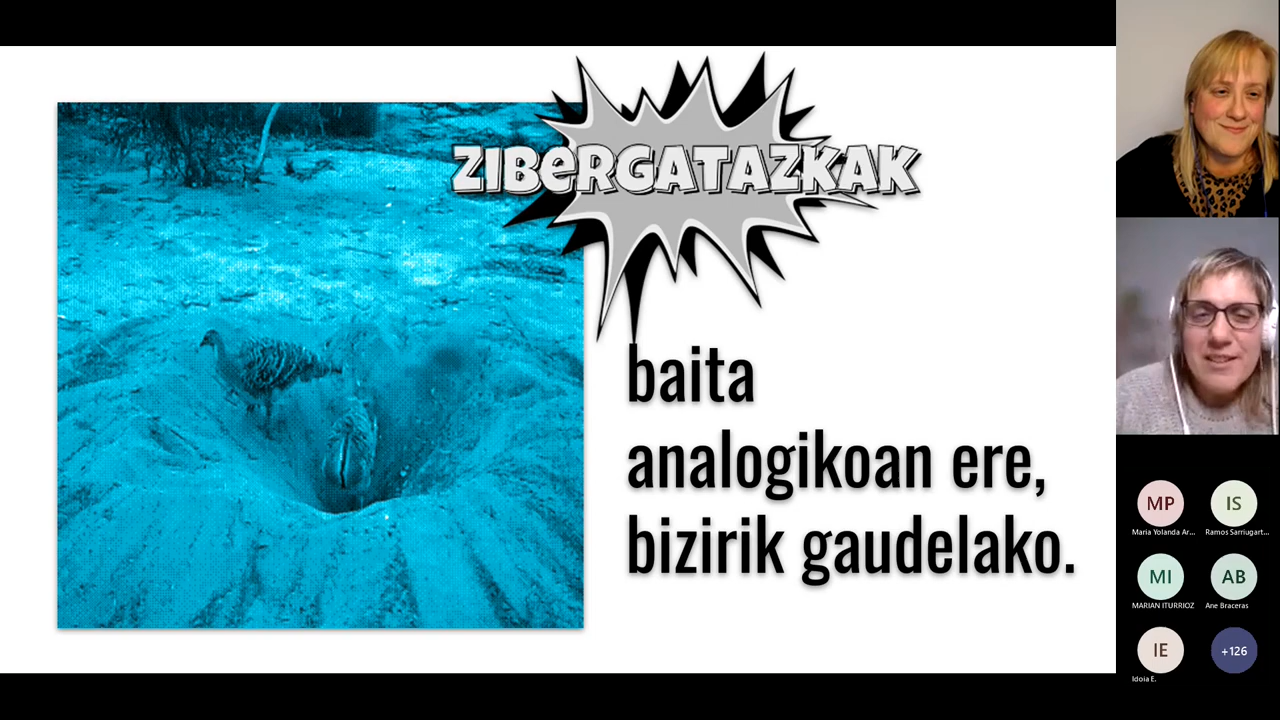 ZIBeRGATAZKAK
baita
analogikoan ere,
bizirik gaudelako.
MP
IS
Maria Yolanda Ar...
Ramos Sarriugart...
MI
AB
MARIAN ITURRIOZ
Ane Braceras
IE
+126
Idoia E.